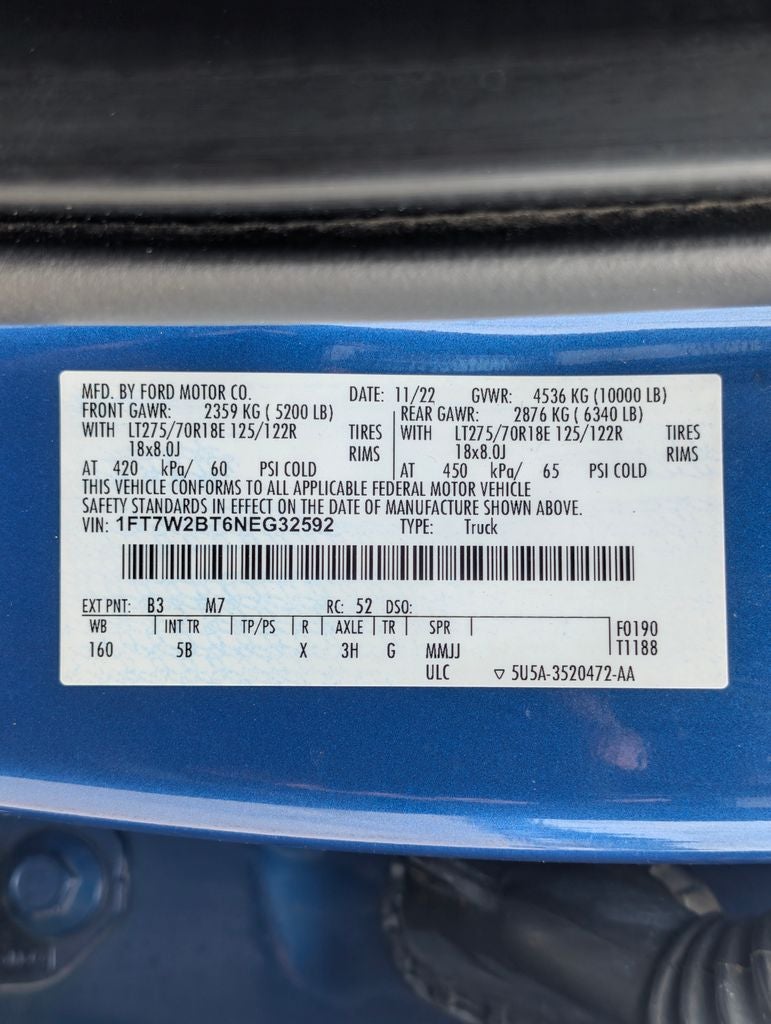 MFD. BY FORD MOTOR CO. DATE: 11/22 GVWR: 4536 KG (10000 LB)
FRONT GAWR: 2359 KG ( 5200 LB) REAR GAWR: 2876 KG ( 6340 LB)
WITH LT275/70R18E 125/122R TIRES WITH LT275/70R18E 125/122R TIRES
18x8.0J RIMS 18x8.0J RIMS
AT 420 kPa/ 60 PSI COLD AT 450 kPa/ 65 PSI COLD
THIS VEHICLE CONFORMS TO ALL APPLICABLE FEDERAL MOTOR VEHICLE
SAFETY STANDARDS IN EFFECT ON THE DATE OF MANUFACTURE SHOWN ABOVE.
VIN: 1FT7W2BT6NEG32592 TYPE: Truck
EXT PNT: B3 M7 RC: 52 DSO:
WB INT TR TP/PS R AXLE TR SPR F0190
160 5B X 3H G MMJJ T1188
ULC ▽ 5U5A-3520472-AA